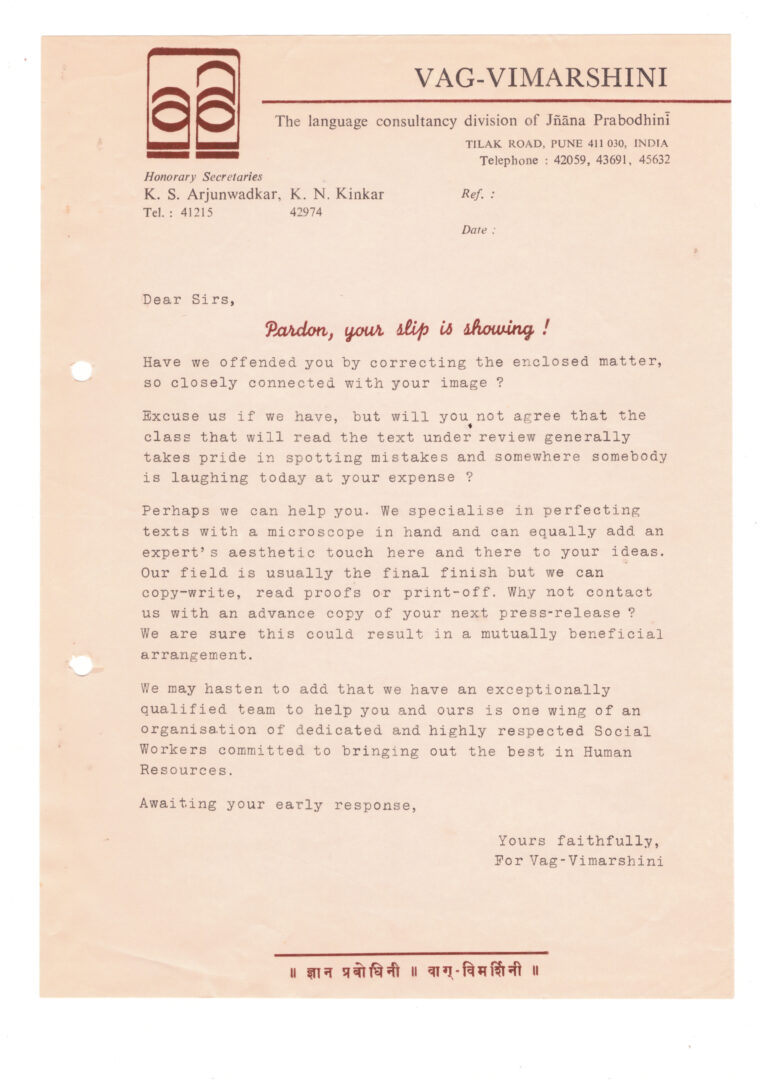 VAG-VIMARSHINI
The language consultancy division of Jñāna Prabodhinī
TILAK ROAD, PUNE 411 030, INDIA
Telephone : 42059, 43691, 45632
Honorary Secretaries
K. S. Arjunwadkar, K. N. Kinkar
Tel. : 41215 42974
Ref. :
Date :
Dear Sirs,
Pardon, your slip is showing !
Have we offended you by correcting the enclosed matter,
so closely connected with your image ?
Excuse us if we have, but will you not agree that the
class that will read the text under review generally
takes pride in spotting mistakes and somewhere somebody
is laughing today at your expense ?
Perhaps we can help you. We specialise in perfecting
texts with a microscope in hand and can equally add an
expert's aesthetic touch here and there to your ideas.
Our field is usually the final finish but we can
copy-write, read proofs or print-off. Why not contact
us with an advance copy of your next press-release ?
We are sure this could result in a mutually beneficial
arrangement.
We may hasten to add that we have an exceptionally
qualified team to help you and ours is one wing of an
organisation of dedicated and highly respected Social
Workers committed to bringing out the best in Human
Resources.
Awaiting your early response,
Yours faithfully,
For Vag-Vimarshini
॥ ज्ञान प्रबोधिनी ॥ वाग्-विमर्शिनी ॥